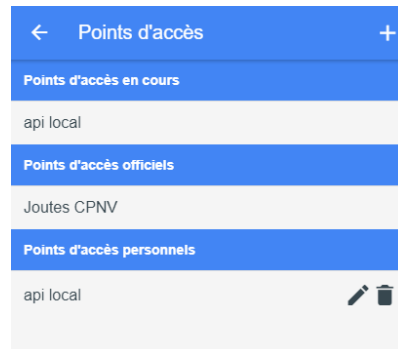 Points d'accès
Points d'accès en cours
api local
Points d'accès officiels
Joutes CPNV
Points d'accès personnels
api local